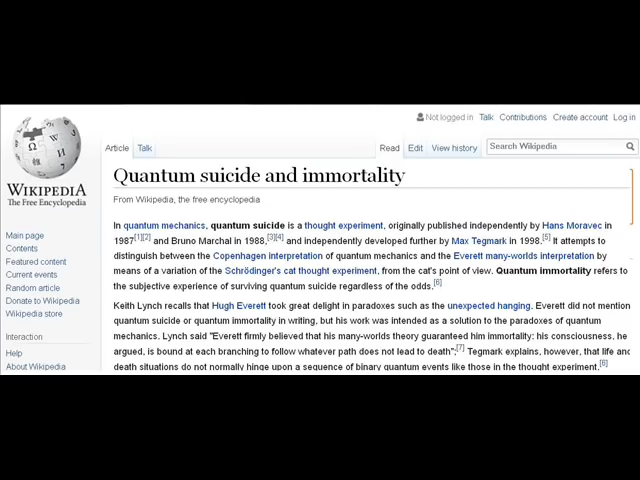 Not logged in Talk Contributions Create account Log in
Article Talk Read Edit View history Search Wikipedia
WIKIPEDIA
The Free Encyclopedia
Main page
Contents
Featured content
Current events
Random article
Donate to Wikipedia
Wikipedia store
Interaction
Help
About Wikipedia
Quantum suicide and immortality
From Wikipedia, the free encyclopedia
In quantum mechanics, quantum suicide is a thought experiment, originally published independently by Hans Moravec in
1987[1][2] and Bruno Marchal in 1988,[3][4] and independently developed further by Max Tegmark in 1998.[5] It attempts to
distinguish between the Copenhagen interpretation of quantum mechanics and the Everett many-worlds interpretation by
means of a variation of the Schrödinger's cat thought experiment, from the cat's point of view. Quantum immortality refers to
the subjective experience of surviving quantum suicide regardless of the odds.[6]
Keith Lynch recalls that Hugh Everett took great delight in paradoxes such as the unexpected hanging. Everett did not mention
quantum suicide or quantum immortality in writing, but his work was intended as a solution to the paradoxes of quantum
mechanics. Lynch said "Everett firmly believed that his many-worlds theory guaranteed him immortality: his consciousness, he
argued, is bound at each branching to follow whatever path does not lead to death";[7] Tegmark explains, however, that life and
death situations do not normally hinge upon a sequence of binary quantum events like those in the thought experiment.[6]